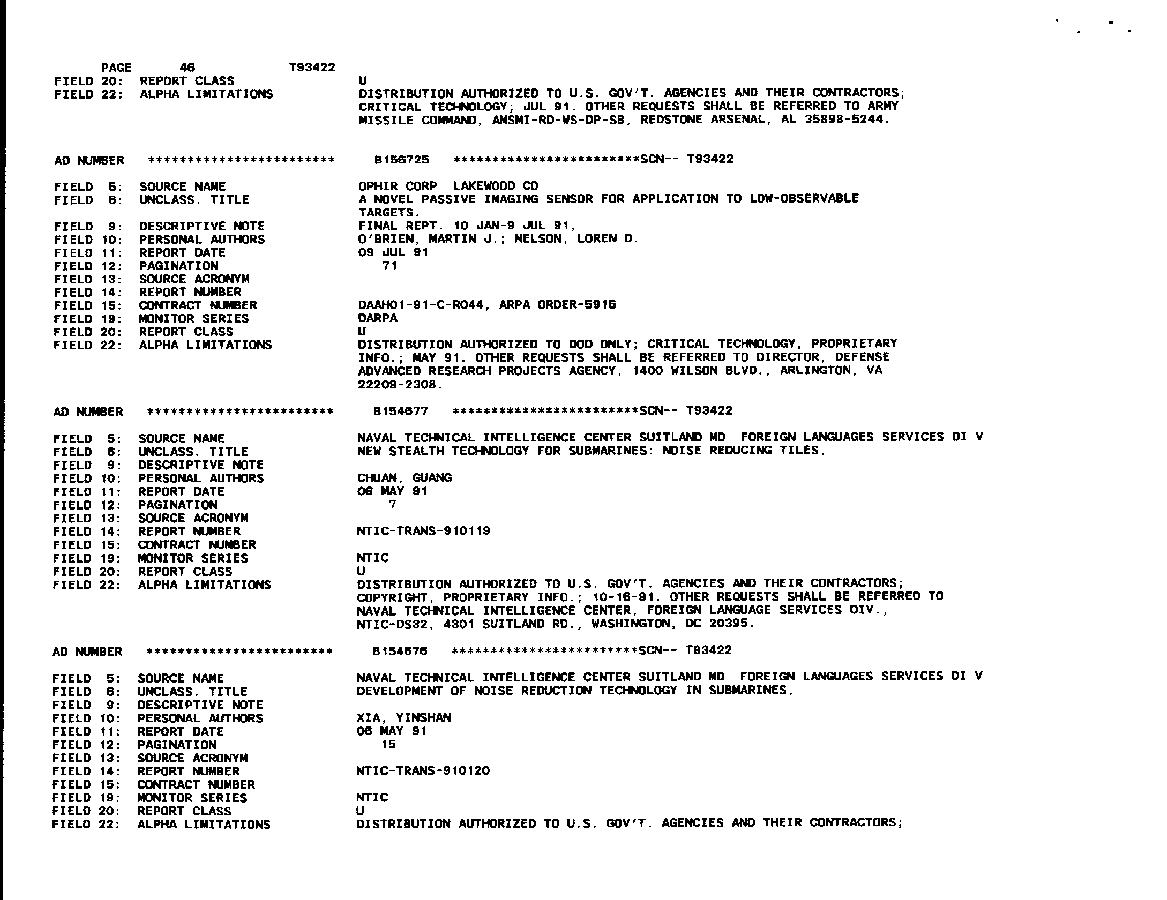 PAGE 46 T93422
FIELD 20: REPORT CLASS U
FIELD 22: ALPHA LIMITATIONS DISTRIBUTION AUTHORIZED TO U.S. GOV'T. AGENCIES AND THEIR CONTRACTORS;
CRITICAL TECHNOLOGY; JUL 91. OTHER REQUESTS SHALL BE REFERRED TO ARMY
MISSILE COMMAND, AMSMI-RD-WS-DP-SB, REDSTONE ARSENAL, AL 35898-5244.
AD NUMBER ************************ B156725 ************************SCN-- T93422
FIELD 5: SOURCE NAME OPHIR CORP LAKEWOOD CO
FIELD 6: UNCLASS. TITLE A NOVEL PASSIVE IMAGING SENSOR FOR APPLICATION TO LOW-OBSERVABLE
TARGETS.
FIELD 9: DESCRIPTIVE NOTE FINAL REPT. 10 JAN-9 JUL 91,
FIELD 10: PERSONAL AUTHORS O'BRIEN, MARTIN J.; NELSON, LOREN D.
FIELD 11: REPORT DATE 09 JUL 91
FIELD 12: PAGINATION 71
FIELD 13: SOURCE ACRONYM
FIELD 14: REPORT NUMBER
FIELD 15: CONTRACT NUMBER DAAH01-91-C-R044, ARPA ORDER-5916
FIELD 19: MONITOR SERIES DARPA
FIELD 20: REPORT CLASS U
FIELD 22: ALPHA LIMITATIONS DISTRIBUTION AUTHORIZED TO DOD ONLY; CRITICAL TECHNOLOGY, PROPRIETARY
INFO.; MAY 91. OTHER REQUESTS SHALL BE REFERRED TO DIRECTOR, DEFENSE
ADVANCED RESEARCH PROJECTS AGENCY, 1400 WILSON BLVD., ARLINGTON, VA
22209-2308.
AD NUMBER ************************ B154677 ************************SCN-- T93422
FIELD 5: SOURCE NAME NAVAL TECHNICAL INTELLIGENCE CENTER SUITLAND MD FOREIGN LANGUAGES SERVICES DI V
FIELD 6: UNCLASS. TITLE NEW STEALTH TECHNOLOGY FOR SUBMARINES: NOISE REDUCING TILES.
FIELD 9: DESCRIPTIVE NOTE
FIELD 10: PERSONAL AUTHORS CHUAN, GUANG
FIELD 11: REPORT DATE 06 MAY 91
FIELD 12: PAGINATION 7
FIELD 13: SOURCE ACRONYM
FIELD 14: REPORT NUMBER NTIC-TRANS-910119
FIELD 15: CONTRACT NUMBER
FIELD 19: MONITOR SERIES NTIC
FIELD 20: REPORT CLASS U
FIELD 22: ALPHA LIMITATIONS DISTRIBUTION AUTHORIZED TO U.S. GOV'T. AGENCIES AND THEIR CONTRACTORS;
COPYRIGHT, PROPRIETARY INFO.; 10-16-91. OTHER REQUESTS SHALL BE REFERRED TO
NAVAL TECHNICAL INTELLIGENCE CENTER, FOREIGN LANGUAGE SERVICES DIV.,
NTIC-DS32, 4301 SUITLAND RD., WASHINGTON, DC 20395.
AD NUMBER ************************ B154676 ************************SCN-- T93422
FIELD 5: SOURCE NAME NAVAL TECHNICAL INTELLIGENCE CENTER SUITLAND MD FOREIGN LANGUAGES SERVICES DI V
FIELD 6: UNCLASS. TITLE DEVELOPMENT OF NOISE REDUCTION TECHNOLOGY IN SUBMARINES.
FIELD 9: DESCRIPTIVE NOTE
FIELD 10: PERSONAL AUTHORS XIA, YINSHAN
FIELD 11: REPORT DATE 06 MAY 91
FIELD 12: PAGINATION 15
FIELD 13: SOURCE ACRONYM
FIELD 14: REPORT NUMBER NTIC-TRANS-910120
FIELD 15: CONTRACT NUMBER
FIELD 19: MONITOR SERIES NTIC
FIELD 20: REPORT CLASS U
FIELD 22: ALPHA LIMITATIONS DISTRIBUTION AUTHORIZED TO U.S. GOV'T. AGENCIES AND THEIR CONTRACTORS;